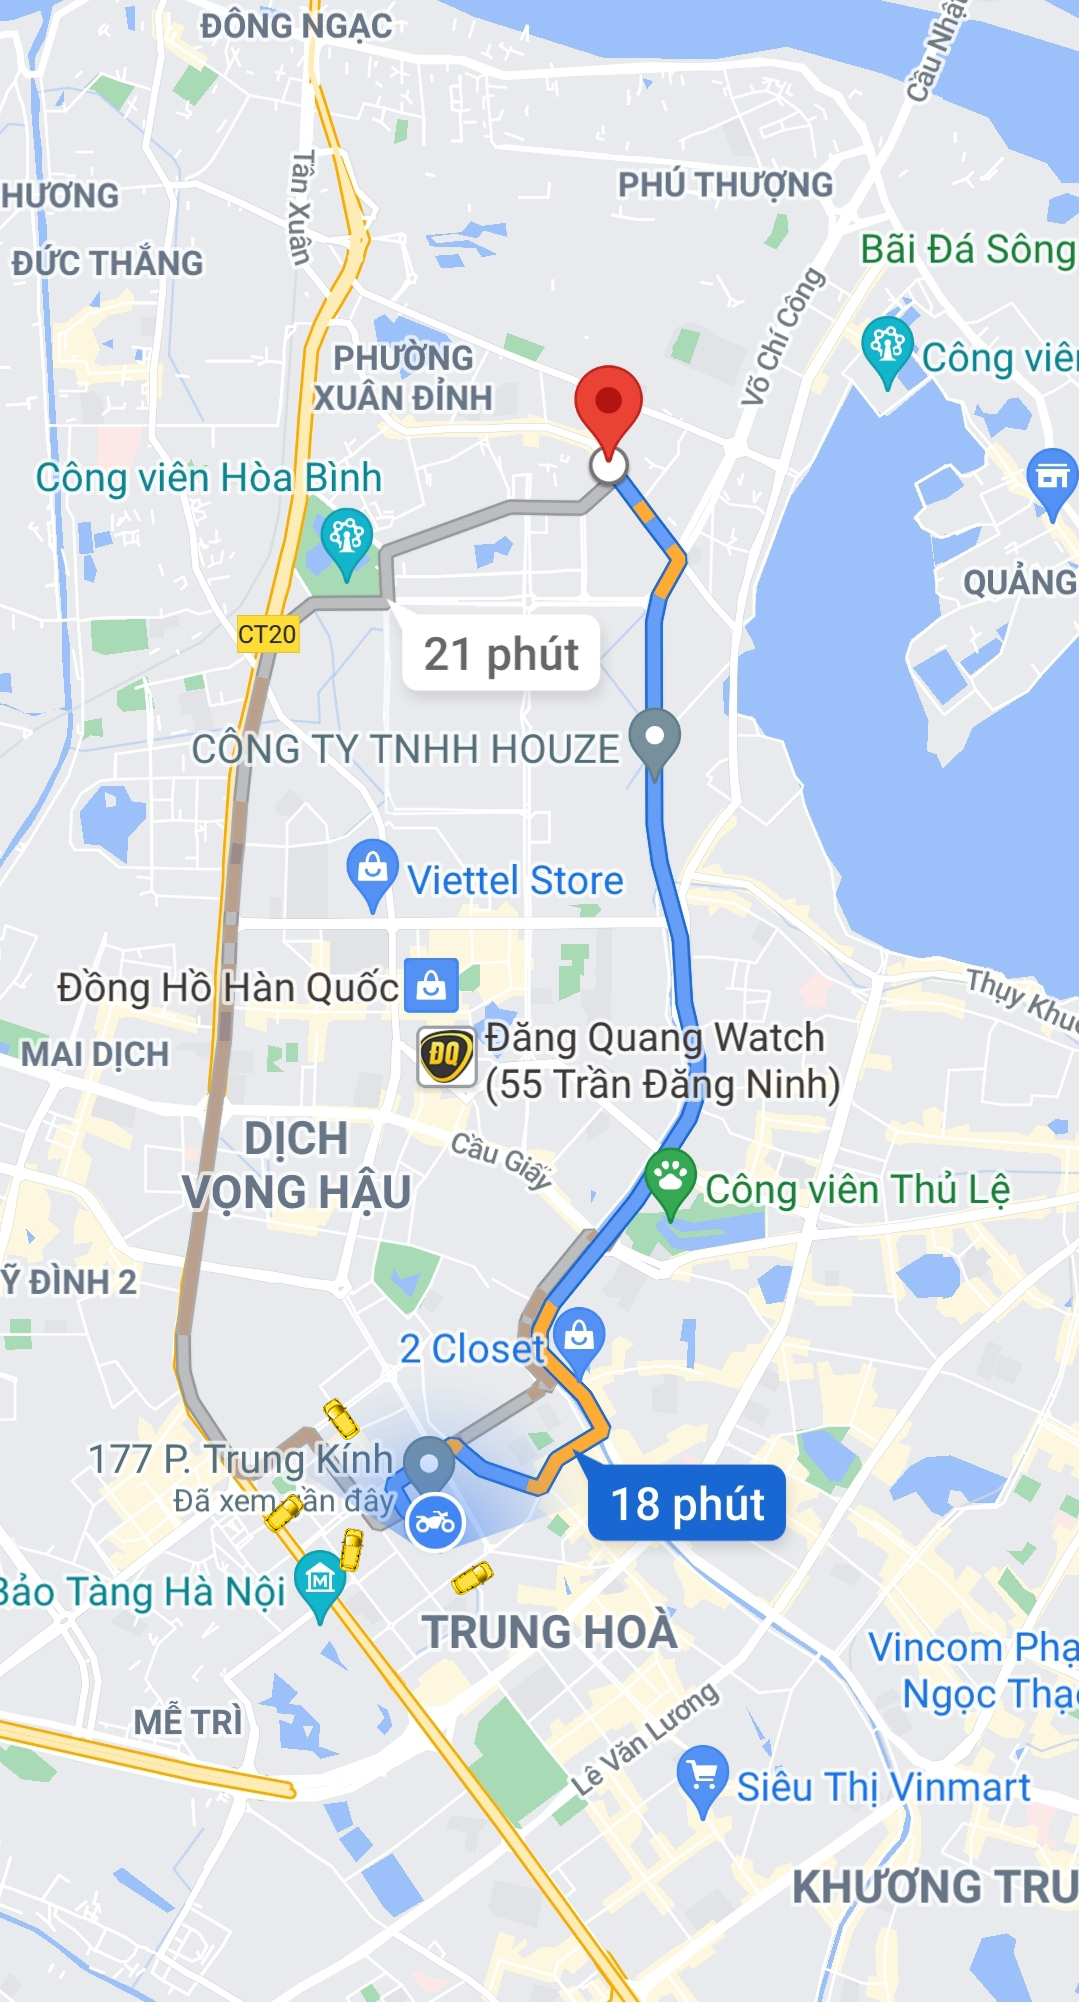 ĐÔNG NGẠC
Cầu Nhật
Tân Xuân
HƯƠNG
PHÚ THƯỢNG
ĐỨC THẮNG
Bãi Đá Sông
Võ Chí Công
PHƯỜNG
XUÂN ĐỈNH
Công viên
Công viên Hòa Bình
QUẢNG
CT20
21 phút
CÔNG TY TNHH HOUZE
Viettel Store
Đồng Hồ Hàn Quốc
Thụy Khuê
ĐQ
Đăng Quang Watch
(55 Trần Đăng Ninh)
MAI DỊCH
DỊCH
VỌNG HẬU
Cầu Giấy
Công viên Thủ Lệ
Ỹ ĐÌNH 2
2 Closet
177 P. Trung Kính
Đã xem gần đây
18 phút
Bảo Tàng Hà Nội
TRUNG HOÀ
Vincom Phạ
Ngọc Thạc
MỄ TRÌ
Lê Văn Lương
Siêu Thị Vinmart
KHƯƠNG TRU